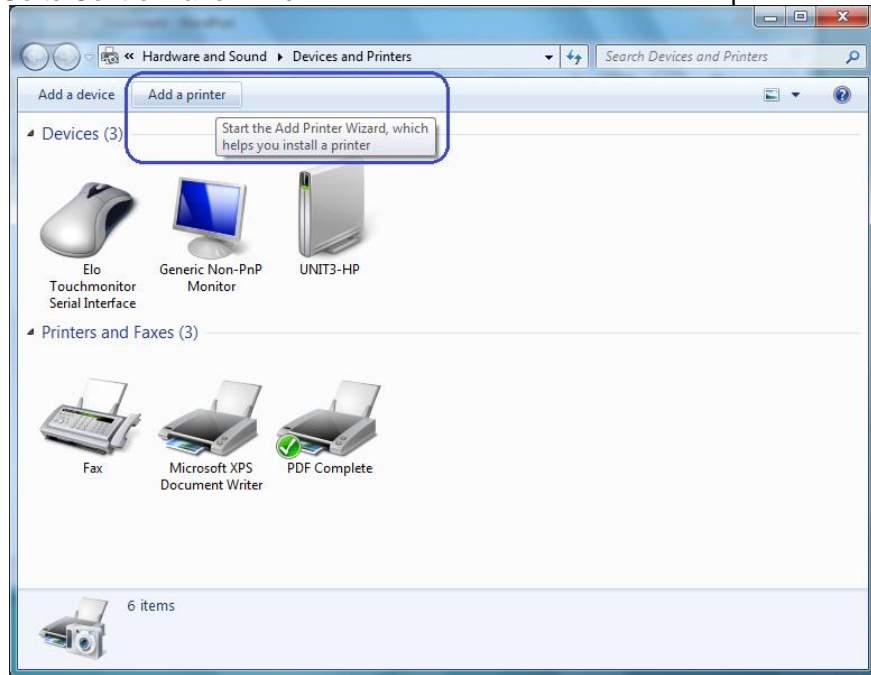 « Hardware and Sound ▸ Devices and Printers
Search Devices and Printers
Add a device
Add a printer
Start the Add Printer Wizard, which
helps you install a printer
Devices (3)
Elo
Touchmonitor
Serial Interface
Generic Non-PnP
Monitor
UNIT3-HP
Printers and Faxes (3)
Fax
Microsoft XPS
Document Writer
PDF Complete
6 items